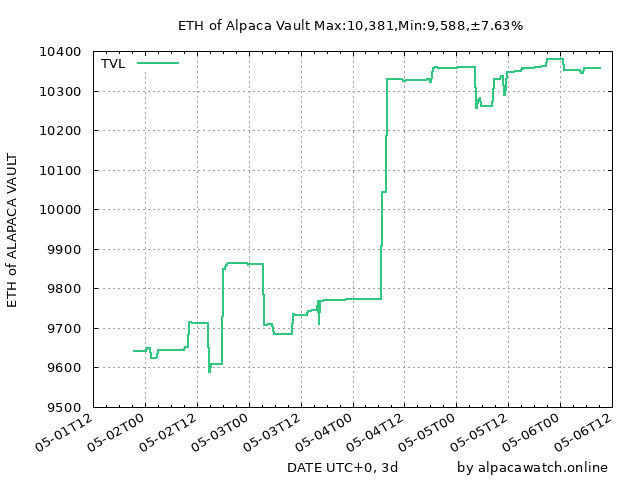 ETH of Alpaca Vault Max:10,381,Min:9,588,±7.63%
TVL
10400
10300
10200
10100
10000
9900
9800
9700
9600
9500
ETH of ALAPACA VAULT
05-01T12
05-02T00
05-02T12
05-03T00
05-03T12
05-04T00
05-04T12
05-05T00
05-05T12
05-06T00
05-06T12
DATE UTC+0, 3d
by alpacawatch.online